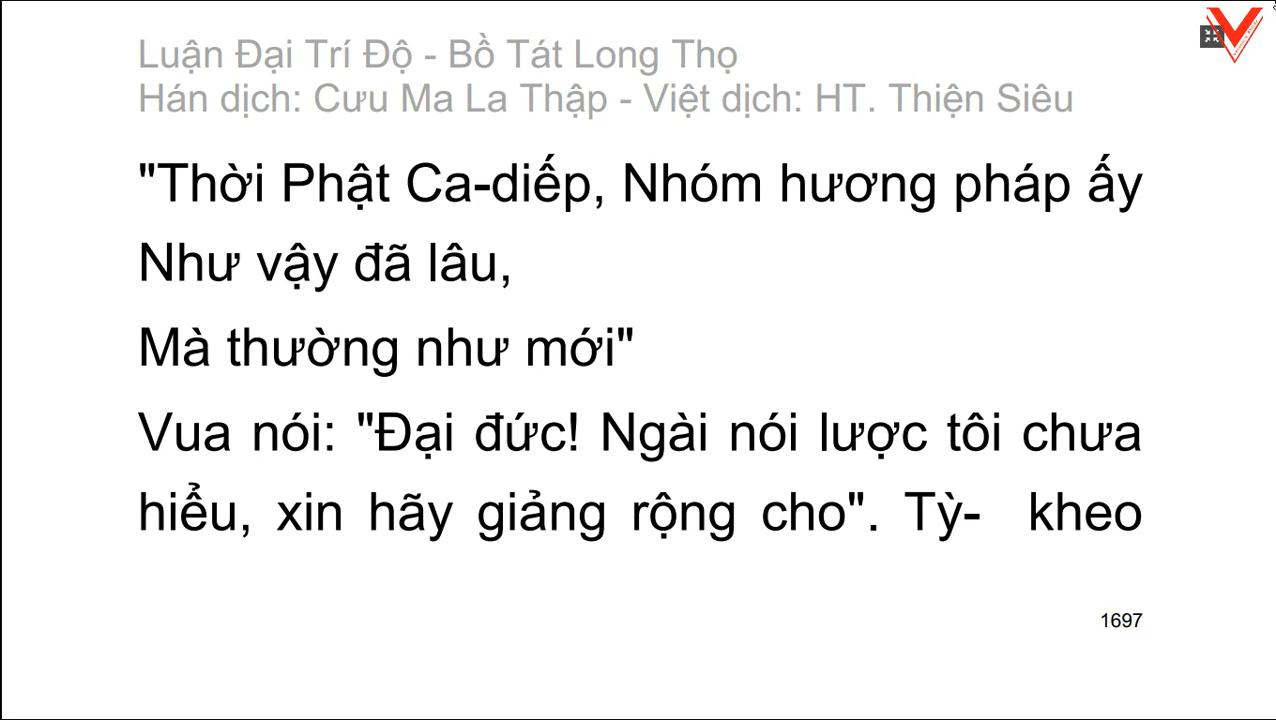 Luận Đại Trí Độ - Bồ Tát Long Thọ
Hán dịch: Cưu Ma La Thập - Việt dịch: HT. Thiện Siêu
"Thời Phật Ca-diếp, Nhóm hương pháp ấy
Như vậy đã lâu,
Mà thường như mới"
Vua nói: "Đại đức! Ngài nói lược tôi chưa
hiểu, xin hãy giảng rộng cho". Tỳ- kheo
1697